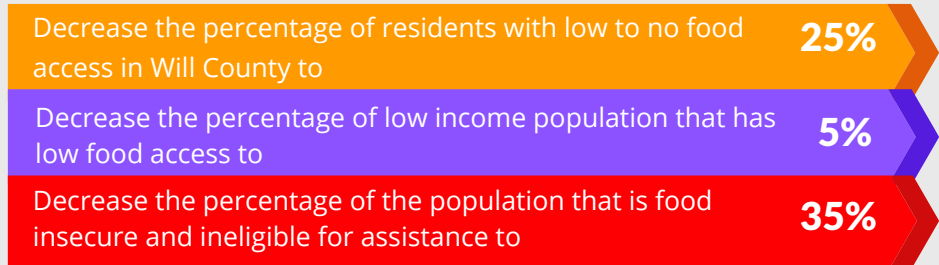 Decrease the percentage of residents with low to no food
access in Will County to
25%
Decrease the percentage of low income population that has
low food access to
5%
Decrease the percentage of the population that is food
insecure and ineligible for assistance to
35%